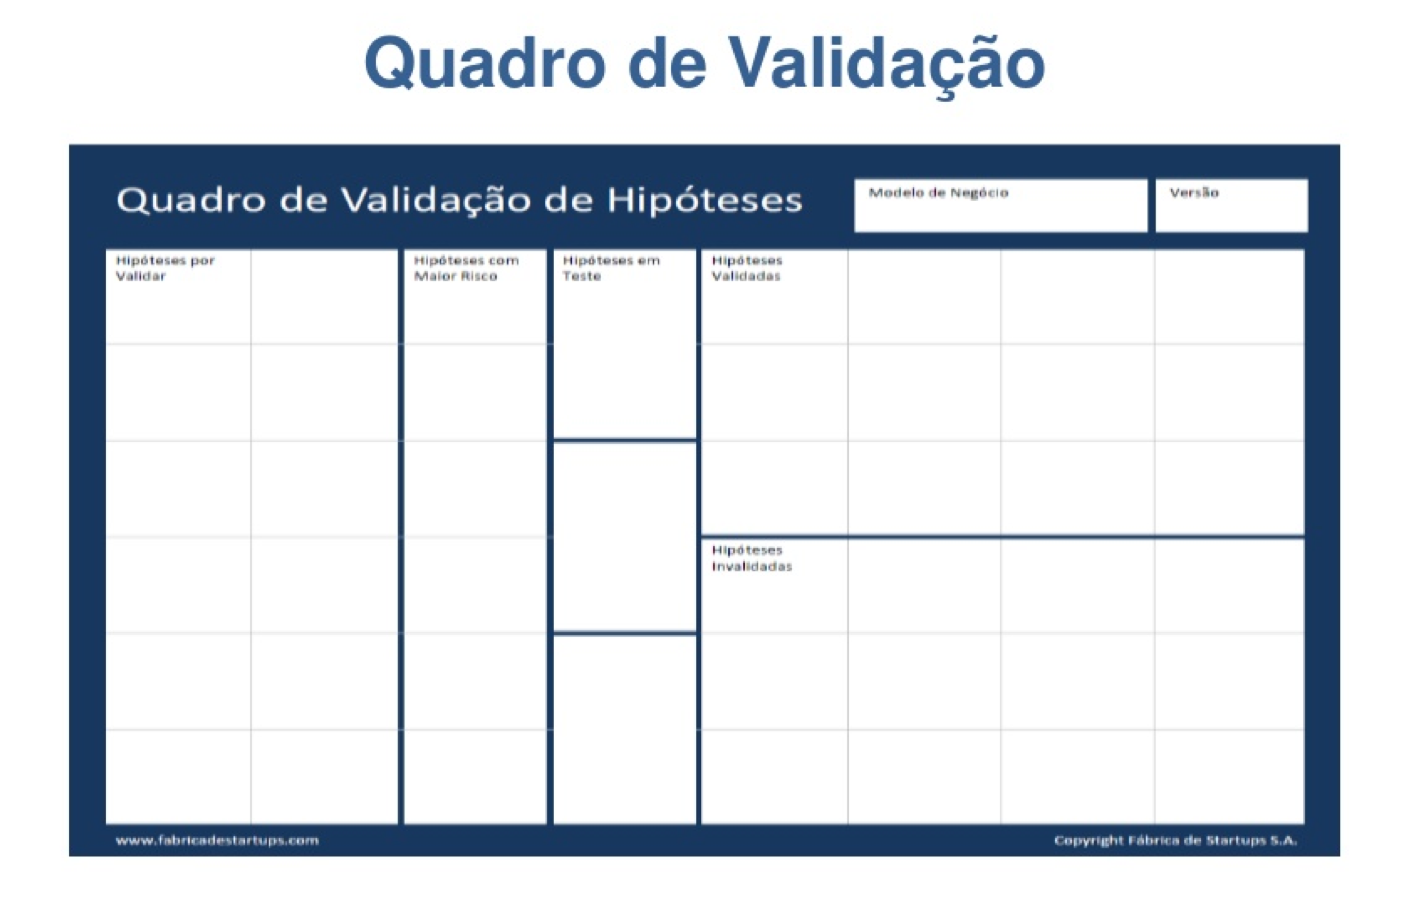 Quadro de Validação
Quadro de Validação de Hipóteses
Modelo de Negócio
Versão
Hipóteses por
Validar
Hipóteses com
Maior Risco
Hipóteses em
Teste
Hipóteses
Validadas
Hipóteses
Invalidadas
www.fabricadestartups.com
Copyright Fábrica de Startups S.A.